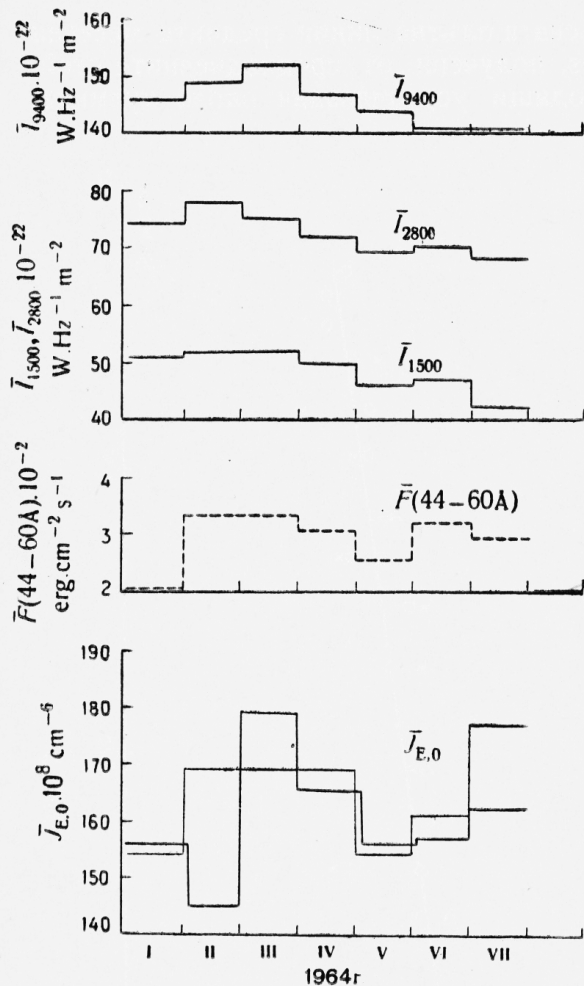 Ī₉₄₀₀.10⁻²²
W.Hz⁻¹ m⁻²
160
150
140
Ī₉₄₀₀
Ī₁₅₀₀, Ī₂₈₀₀ 10⁻²²
W.Hz⁻¹ m⁻²
80
70
60
50
40
Ī₂₈₀₀
Ī₁₅₀₀
F̄(44–60Å).10⁻²
erg.cm⁻² s⁻¹
4
3
2
F̄(44–60Å)
J̄E,0.10⁸ cm⁻⁶
190
180
170
160
150
140
J̄E,0
I II III IV V VI VII
1964г